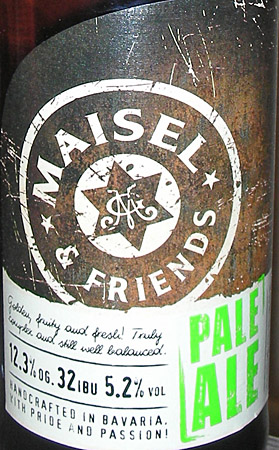 MAISEL
& FRIENDS
Golden, fruity and fresh! Truly
complex and still well balanced.
12.3% OG. 32 IBU 5.2% VOL
HANDCRAFTED IN BAVARIA.
WITH PRIDE AND PASSION!
PALE
ALE